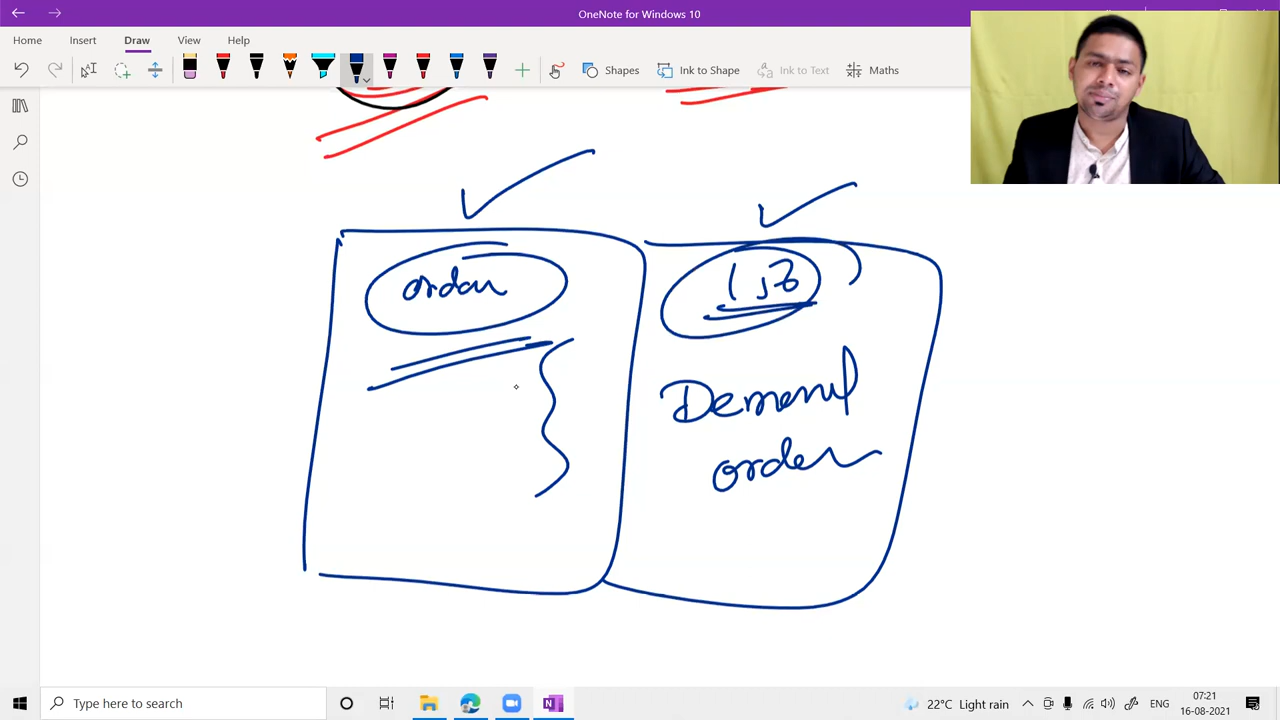 OneNote for Windows 10
Home Insert Draw View Help
Shapes Ink to Shape Ink to Text Maths
order
Demand
order
Type here to search
22°C Light rain ENG 07:21
16-08-2021